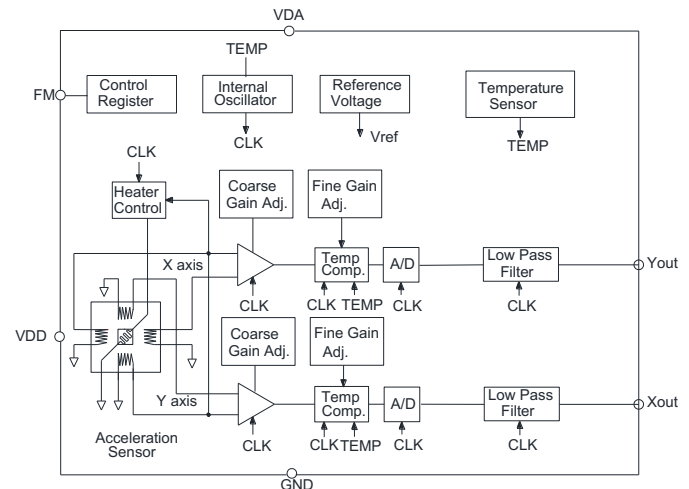 VDA
TEMP
FM
Control
Register
Internal
Oscillator
Reference
Voltage
Temperature
Sensor
CLK
Vref
TEMP
CLK
Heater
Control
Coarse
Gain Adj.
Fine Gain
Adj.
X axis
Temp
Comp.
A/D
Low Pass
Filter
Yout
CLK
CLK TEMP
CLK
CLK
VDD
Coarse
Gain Adj.
Fine Gain
Adj.
Y axis
Temp
Comp.
A/D
Low Pass
Filter
Xout
Acceleration
Sensor
CLK
CLKTEMP
CLK
CLK
GND